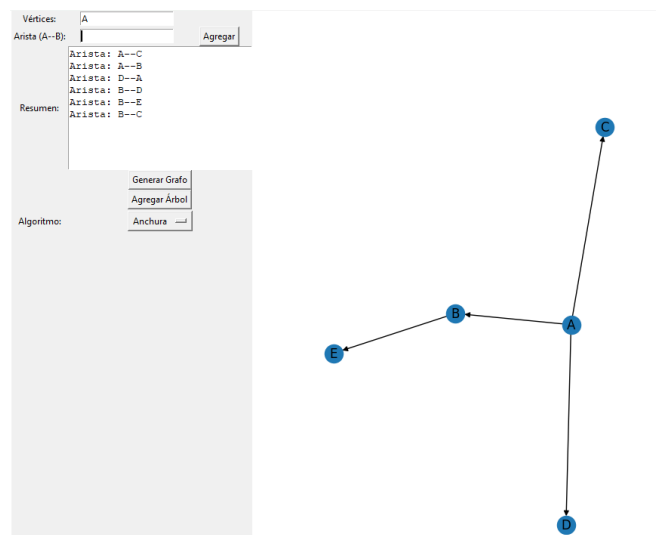 Vértices: A
Arista (A--B): Agregar
Resumen:
Arista: A--C
Arista: A--B
Arista: D--A
Arista: B--D
Arista: B--E
Arista: B--C
Generar Grafo
Agregar Árbol
Algoritmo: Anchura
C
B
A
E
D